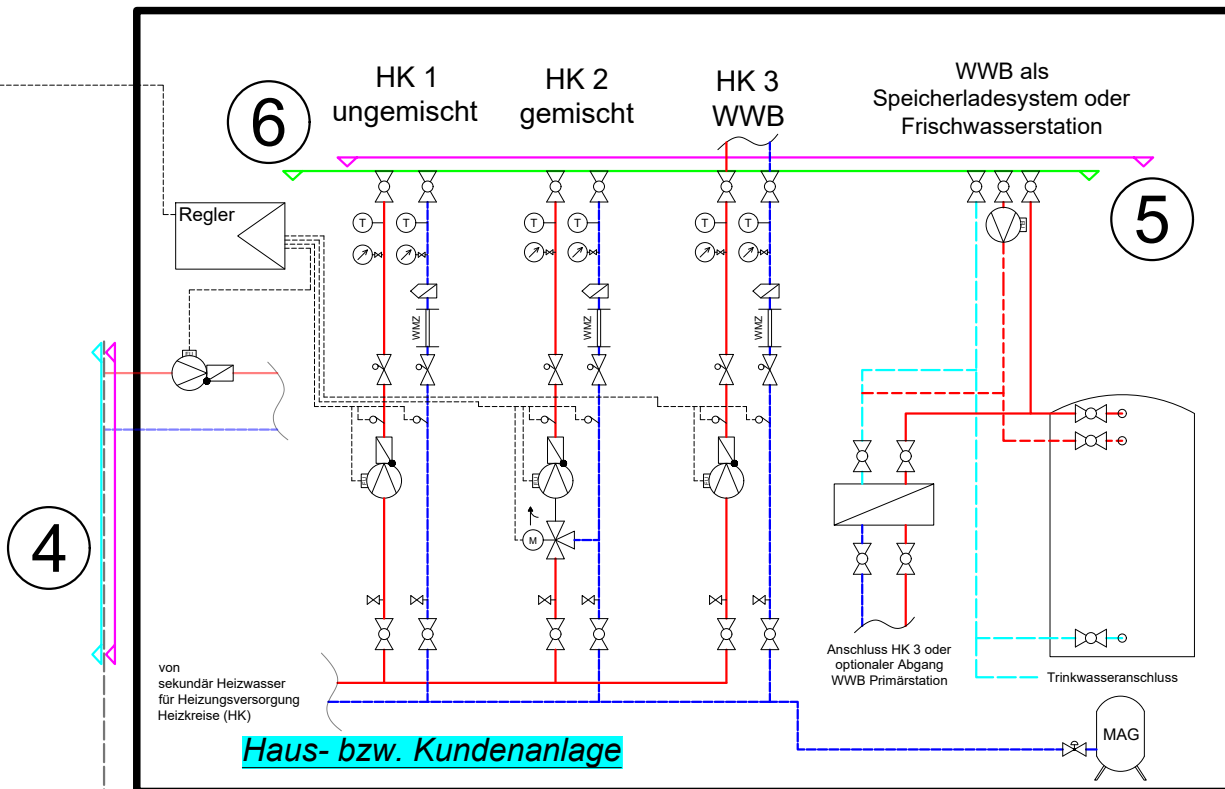 HK 1
ungemischt
HK 2
gemischt
HK 3
WWB
WWB als
Speicherladesystem oder
Frischwasserstation
6
5
Regler
T
T
T
T
T
T
WMZ
WMZ
WMZ
4
M
von
sekundär Heizwasser
für Heizungsversorgung
Heizkreise (HK)
Anschluss HK 3 oder
optionaler Abgang
WWB Primärstation
Trinkwasseranschluss
Haus- bzw. Kundenanlage
MAG